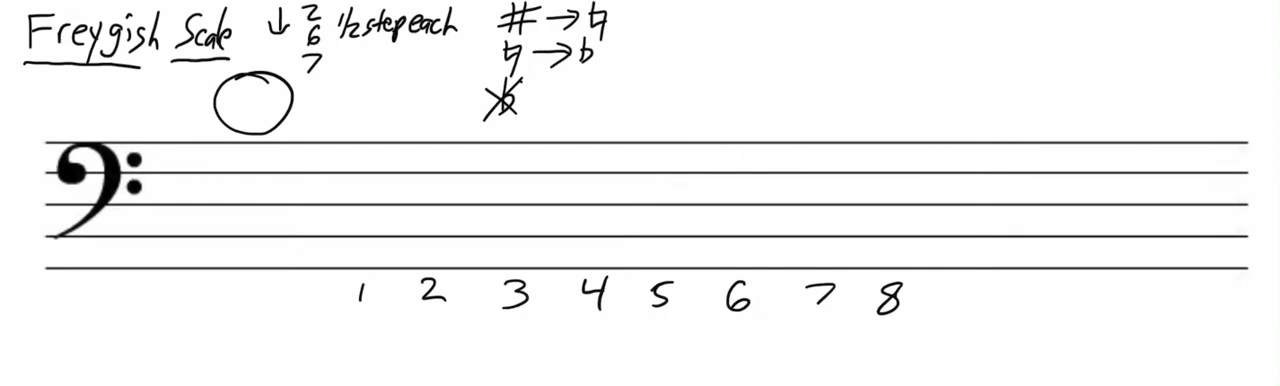 Freygish Scale ↓ 2 6 7 ½ step each
♯ → ♮
♮ → ♭
1 2 3 4 5 6 7 8